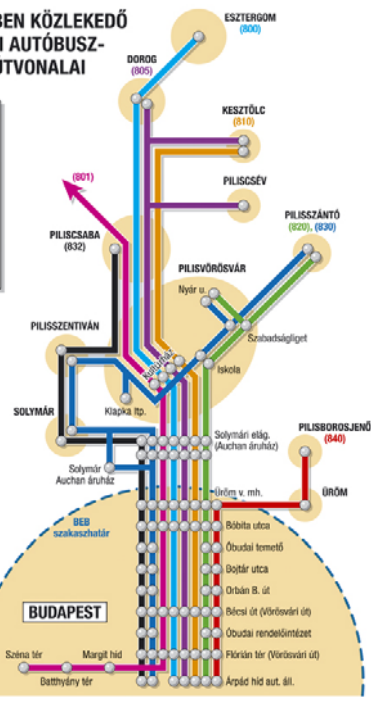 BEN KÖZLEKEDŐ
I AUTÓBUSZ-
ÚTVONALAI
ESZTERGOM
(800)
DOROG
(805)
KESZTÖLC
(810)
(801)
PILISCSÉV
PILISCSABA
(832)
PILISSZÁNTÓ
(820), (830)
PILISVÖRÖSVÁR
Nyár u.
Szabadságliget
PILISSZENTIVÁN
Kultúrház
Iskola
Klapka ltp.
SOLYMÁR
Solymári elág.
(Auchan áruház)
PILISBOROSJENŐ
(840)
Solymár
Auchan áruház
Üröm v. mh.
ÜRÖM
BEB
szakaszhatár
Bóbita utca
Óbudai temető
Bojtár utca
Orbán B. út
BUDAPEST
Bécsi út (Vörösvári út)
Óbudai rendelőintézet
Széna tér
Margit híd
Flórián tér (Vörösvári út)
Batthyány tér
Árpád híd aut. áll.